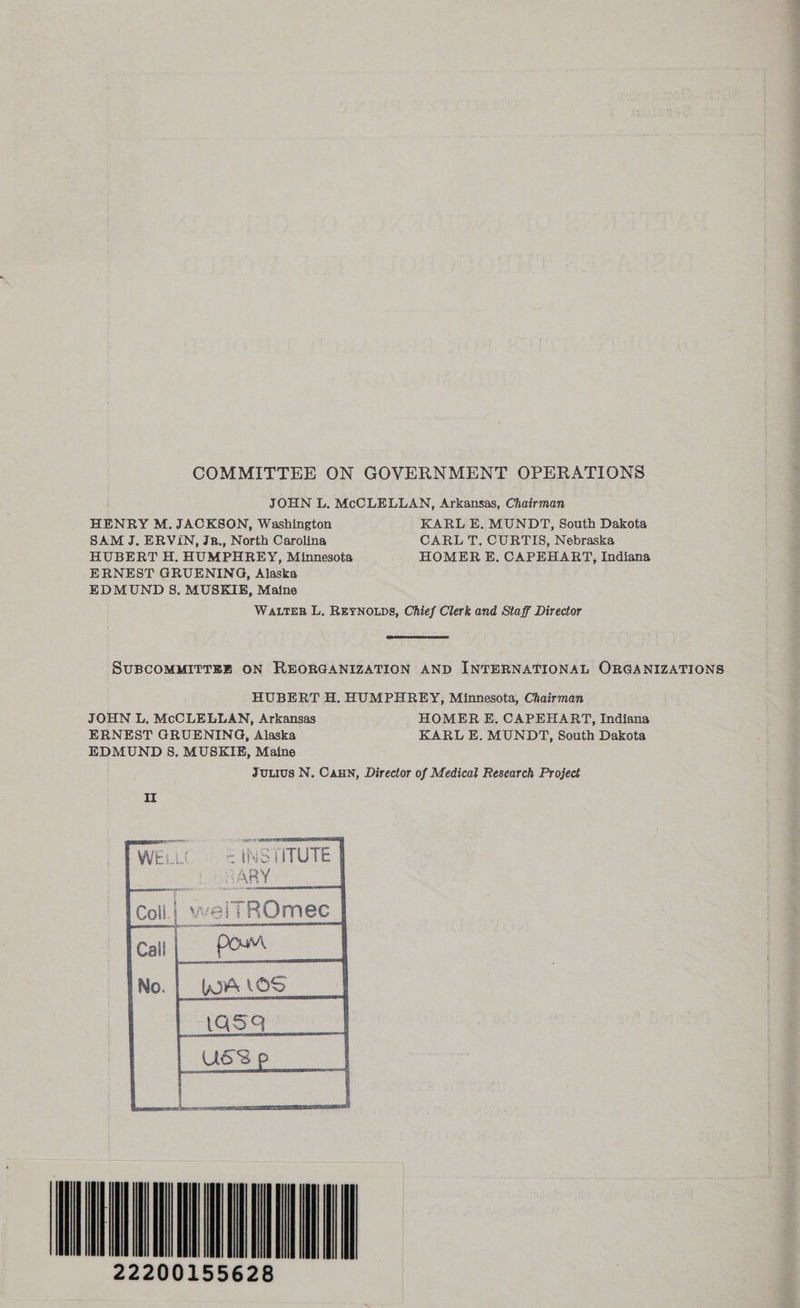 COMMITTEE ON GOVERNMENT OPERATIONS
JOHN L. McCLELLAN, Arkansas, Chairman
HENRY M. JACKSON, Washington KARL E. MUNDT, South Dakota
SAM J. ERVIN, JR., North Carolina CARL T. CURTIS, Nebraska
HUBERT H. HUMPHREY, Minnesota HOMER E. CAPEHART, Indiana
ERNEST GRUENING, Alaska
EDMUND S. MUSKIE, Maine
WALTER L. REYNOLDS, Chief Clerk and Staff Director
SUBCOMMITTEE ON REORGANIZATION AND INTERNATIONAL ORGANIZATIONS
HUBERT H. HUMPHREY, Minnesota, Chairman
JOHN L. McCLELLAN, Arkansas HOMER E. CAPEHART, Indiana
ERNEST GRUENING, Alaska KARL E. MUNDT, South Dakota
EDMUND S. MUSKIE, Maine
JULIUS N. CAHN, Director of Medical Research Project
II
INSTITUTE
Coll. welTROmec
Call pam
No. WA 105
1959
U58p
22200155628